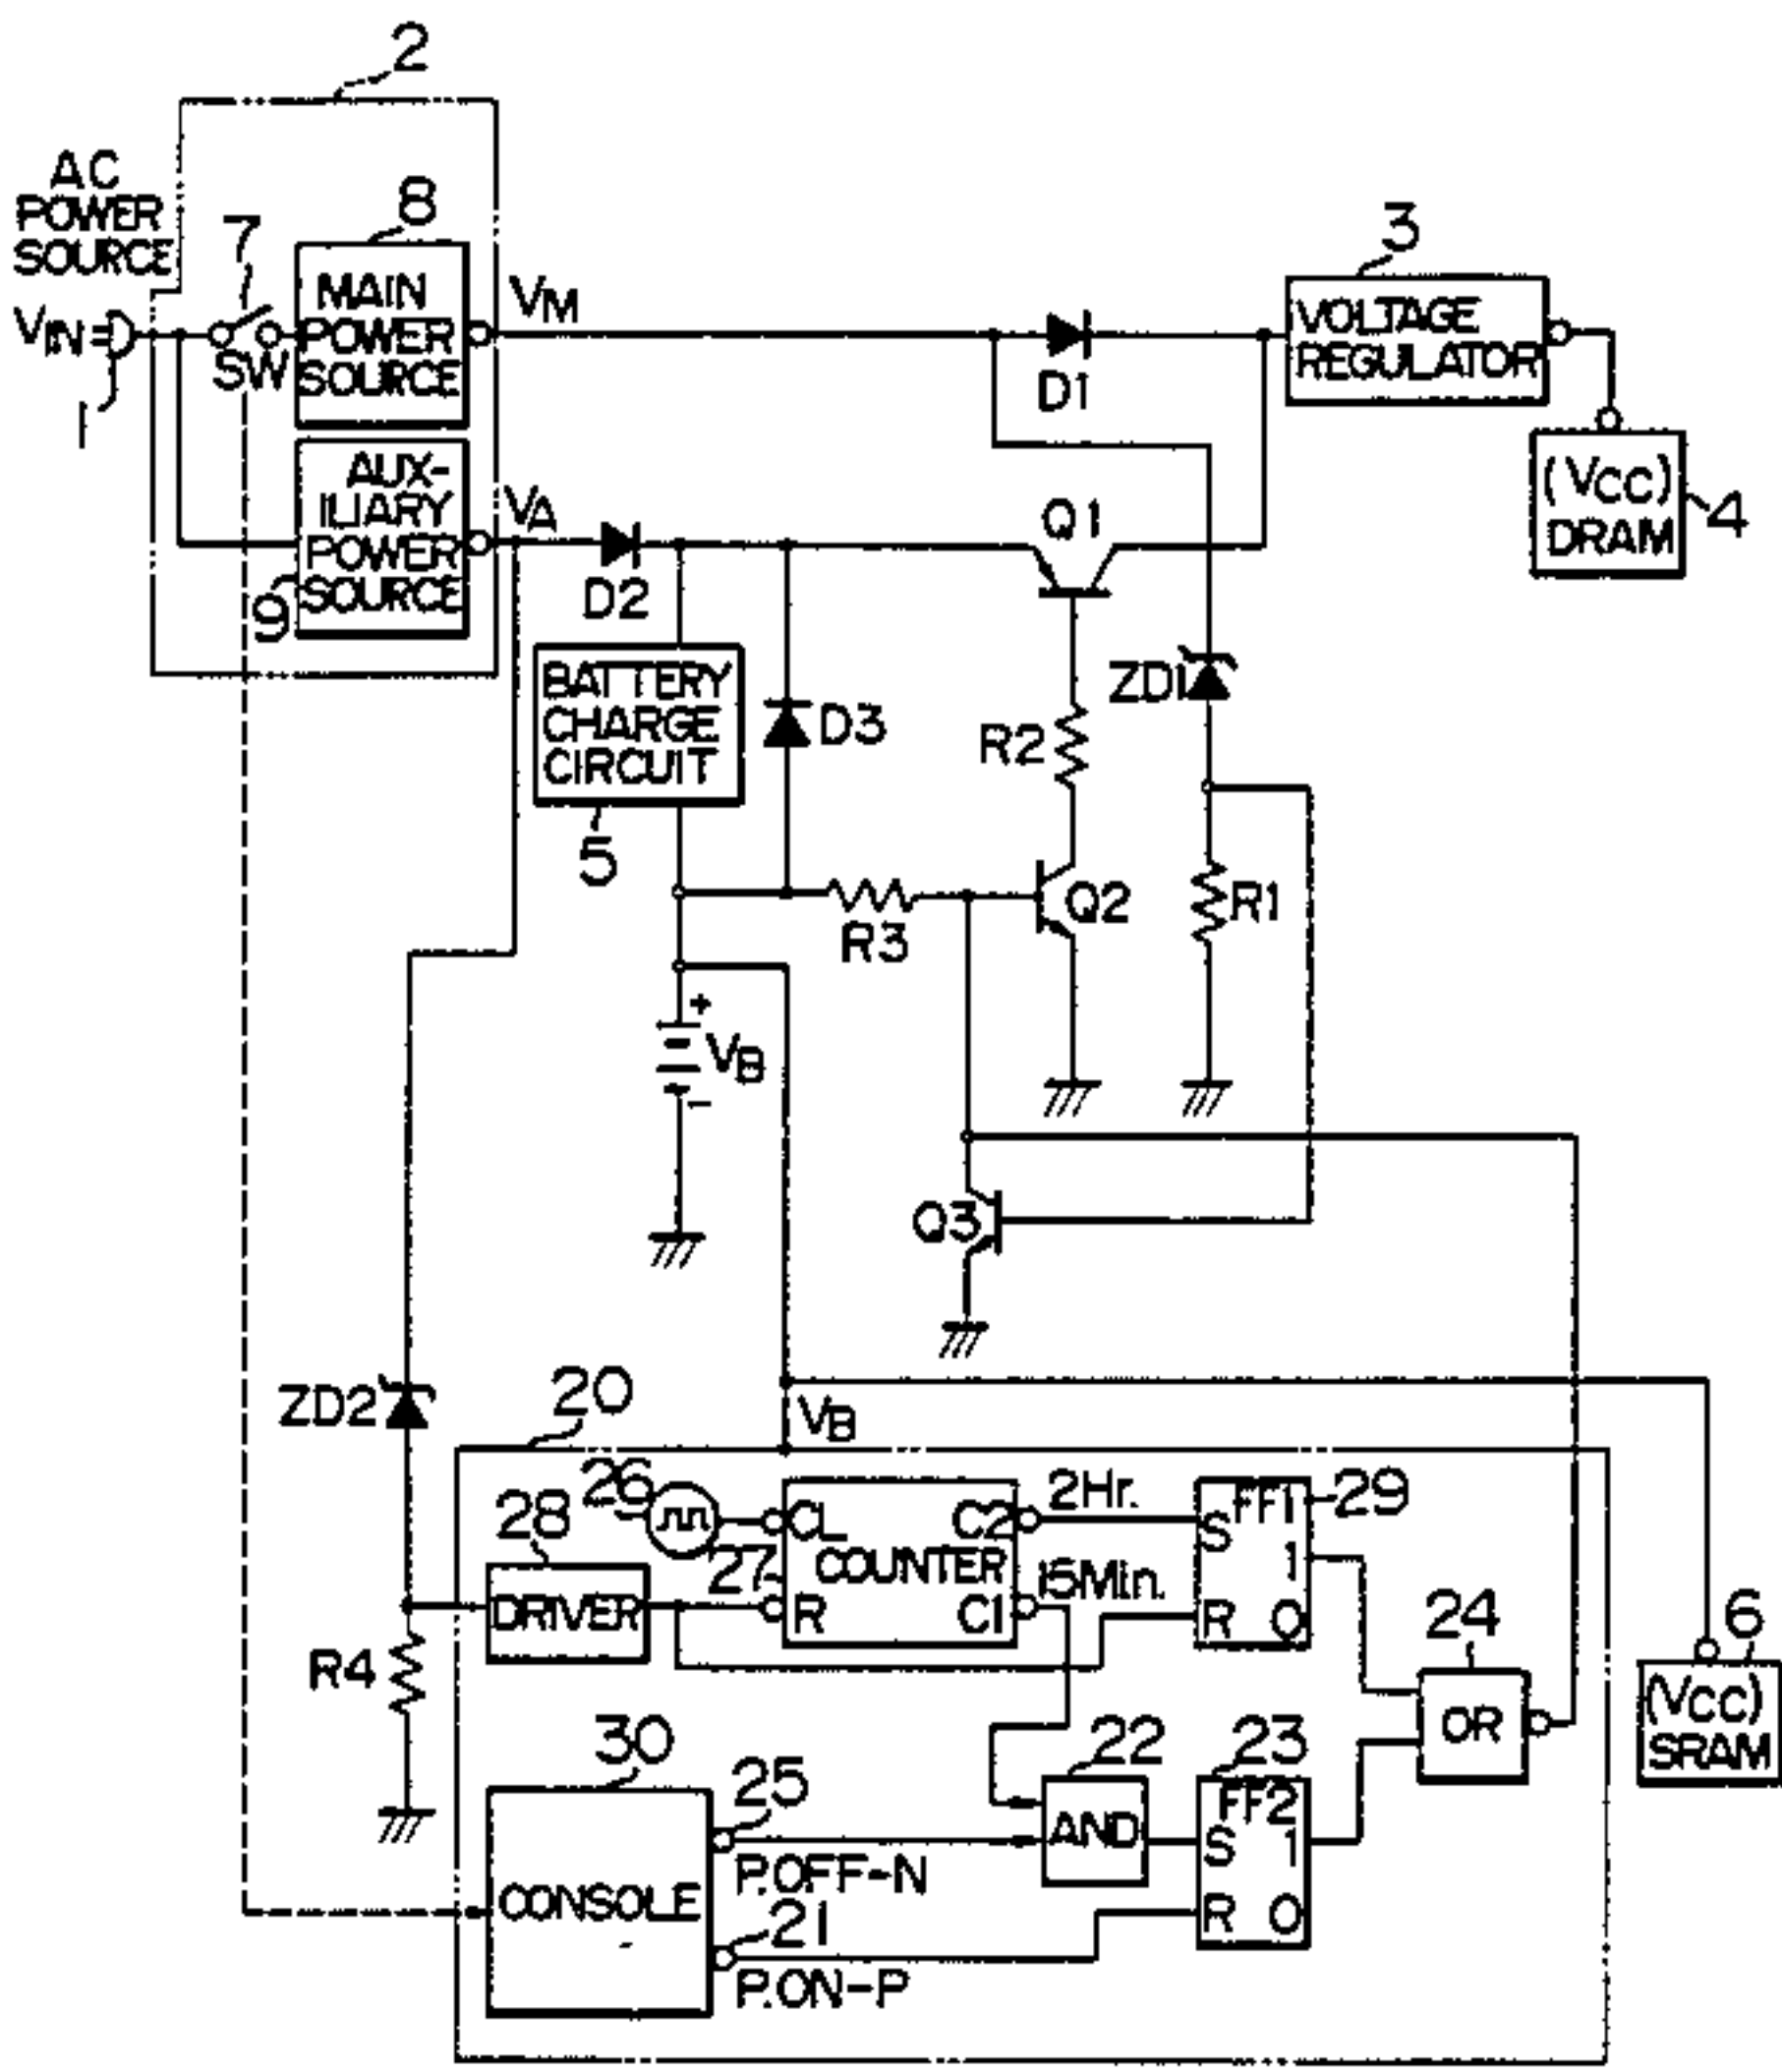 2
AC
POWER
SOURCE
7
8
3
VIN
SW
MAIN
POWER
SOURCE
VM
D1
VOLTAGE
REGULATOR
1
AUX-
ILIARY
POWER
SOURCE
9
VA
D2
Q1
(VCC)
DRAM
4
BATTERY
CHARGE
CIRCUIT
5
D3
R2
ZD1
R3
Q2
R1
+
VB
-
Q3
ZD2
20
VB
26
28
27
CL
C2
COUNTER
R
C1
2Hr.
15Min.
FF1
29
S
1
R
0
DRIVER
R4
24
OR
6
(VCC)
SRAM
30
25
22
23
CONSOLE
P.OFF-N
AND
FF2
S
1
R
0
21
P.ON-P